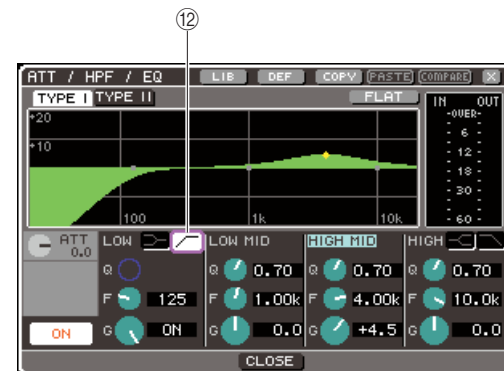 ⑫
ATT / HPF / EQ LIB DEF COPY PASTE COMPARE X
TYPE I TYPE II FLAT IN OUT
+20 -OVER-
6
+10 12
18
30
100 1k 10k 60
ATT 0.0 LOW LOW MID HIGH MID HIGH
Q Q 0.70 Q 0.70 Q 0.70
F 125 F 1.00k F 4.00k F 10.0k
ON G ON G 0.0 G +4.5 G 0.0
CLOSE